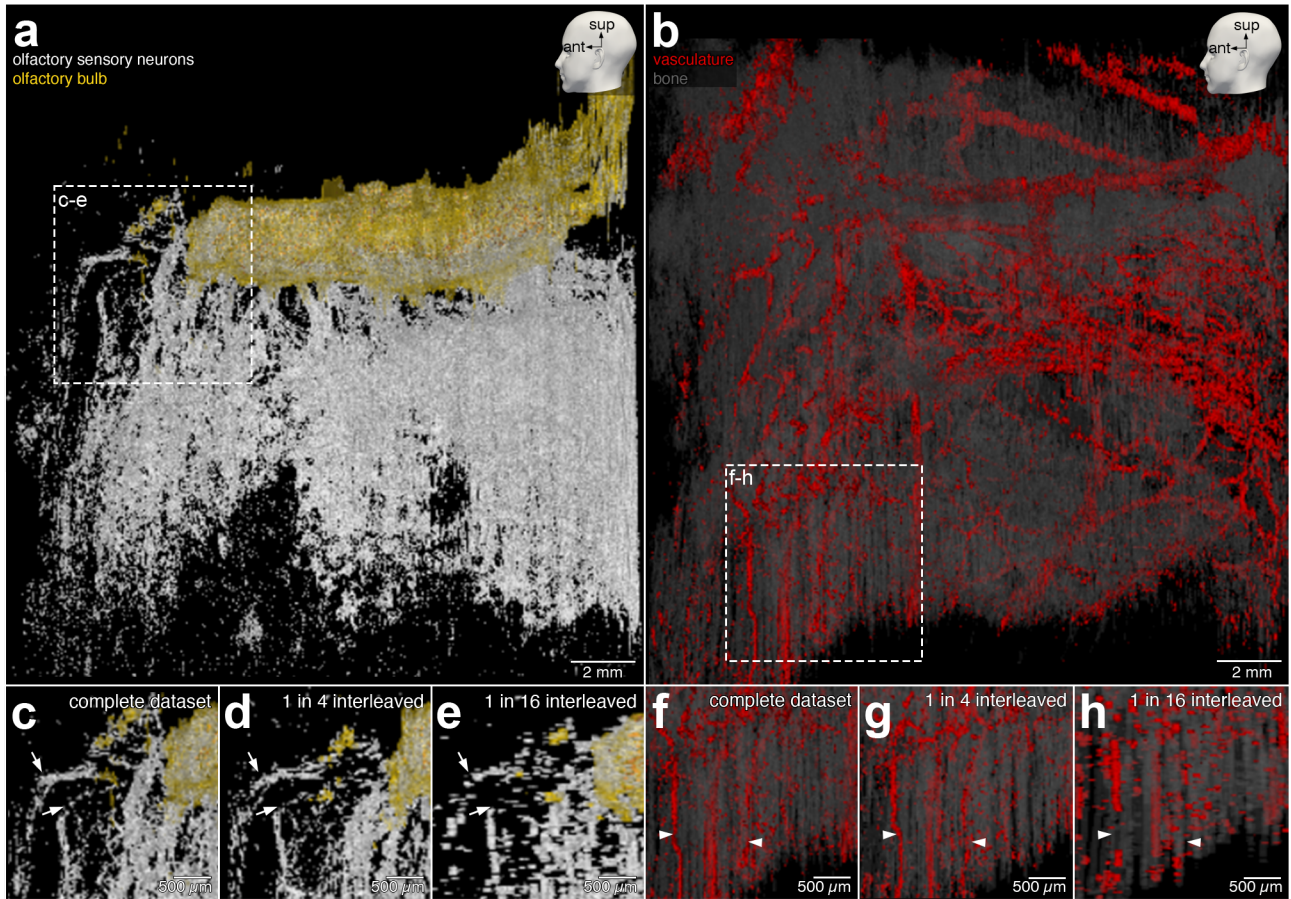 a
olfactory sensory neurons
olfactory bulb
sup
ant
c-e
2 mm
b
vasculature
bone
sup
ant
f-h
2 mm
c
complete dataset
500 µm
d
1 in 4 interleaved
500 µm
e
1 in 16 interleaved
500 µm
f
complete dataset
500 µm
g
1 in 4 interleaved
500 µm
h
1 in 16 interleaved
500 µm